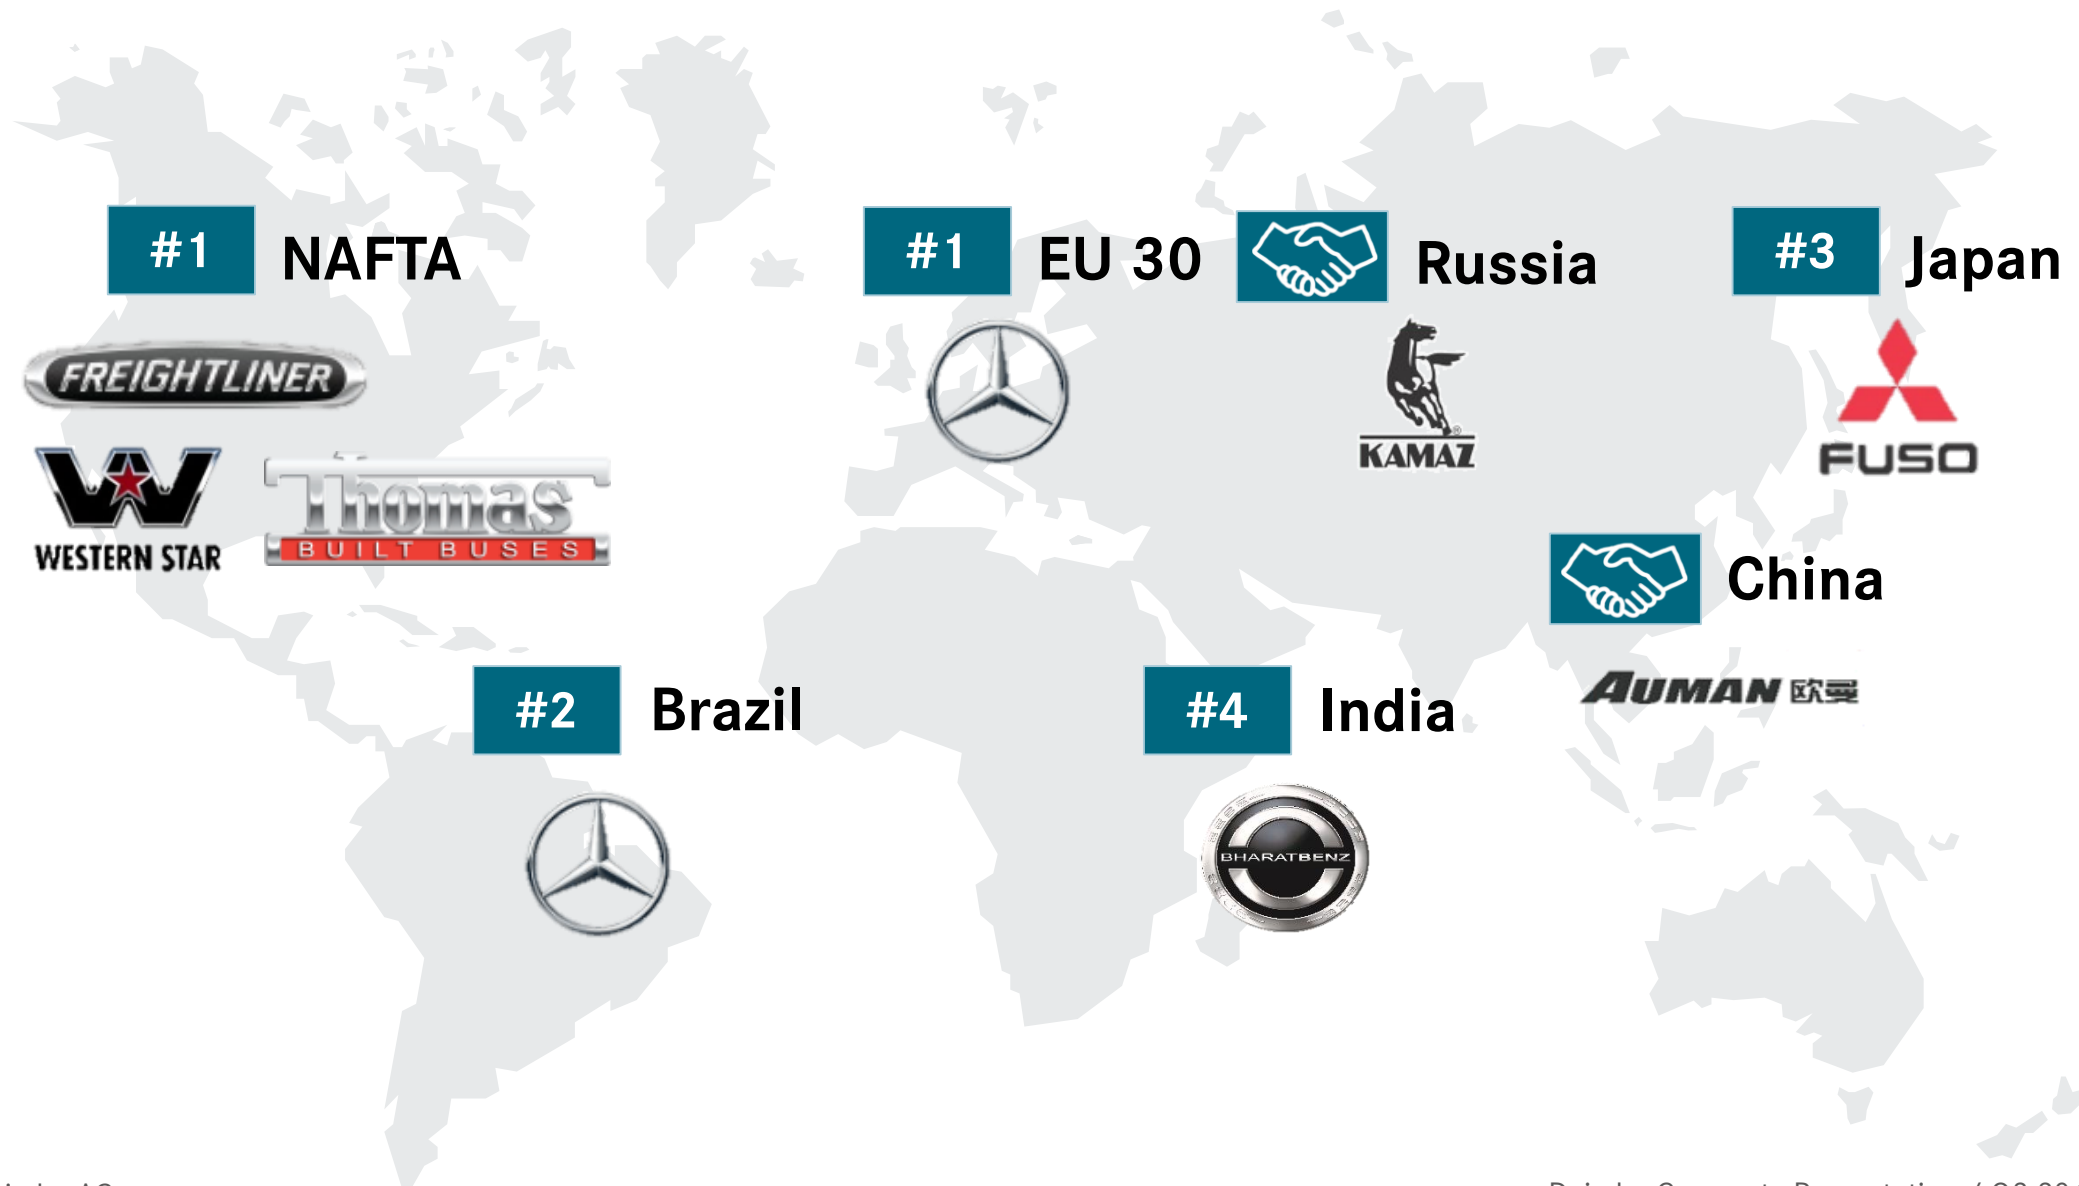 #1 NAFTA
FREIGHTLINER
WESTERN STAR
Thomas
BUILT BUSES
#1 EU 30
Russia
KAMAZ
#3 Japan
FUSO
China
AUMAN 欧曼
#2 Brazil
#4 India
BHARATBENZ